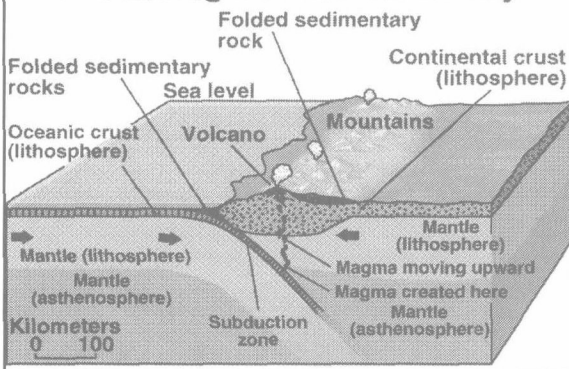 Folded sedimentary
rock
Continental crust
(lithosphere)
Folded sedimentary
rocks
Sea level
Oceanic crust
(lithosphere)
Volcano
Mountains
Mantle
(lithosphere)
Mantle (lithosphere)
Magma moving upward
Mantle
(asthenosphere)
Magma created here
Mantle
(asthenosphere)
Subduction
zone
Kilometers
0 100